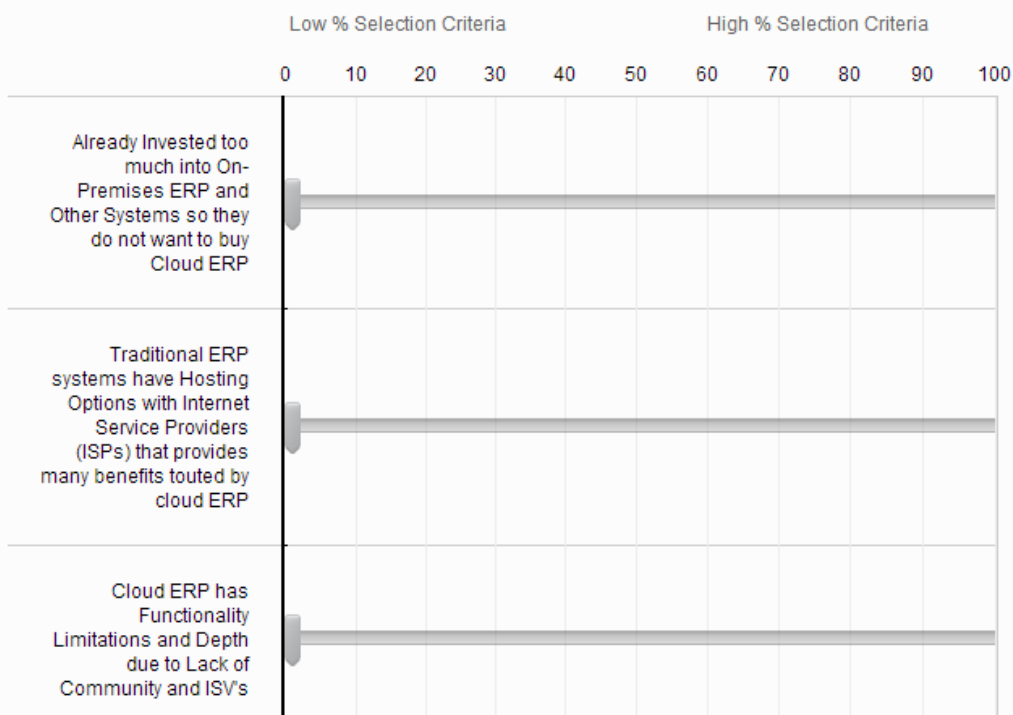 Low % Selection Criteria High % Selection Criteria
0 10 20 30 40 50 60 70 80 90 100
Already Invested too
much into On-
Premises ERP and
Other Systems so they
do not want to buy
Cloud ERP
Traditional ERP
systems have Hosting
Options with Internet
Service Providers
(ISPs) that provides
many benefits touted by
cloud ERP
Cloud ERP has
Functionality
Limitations and Depth
due to Lack of
Community and ISV's